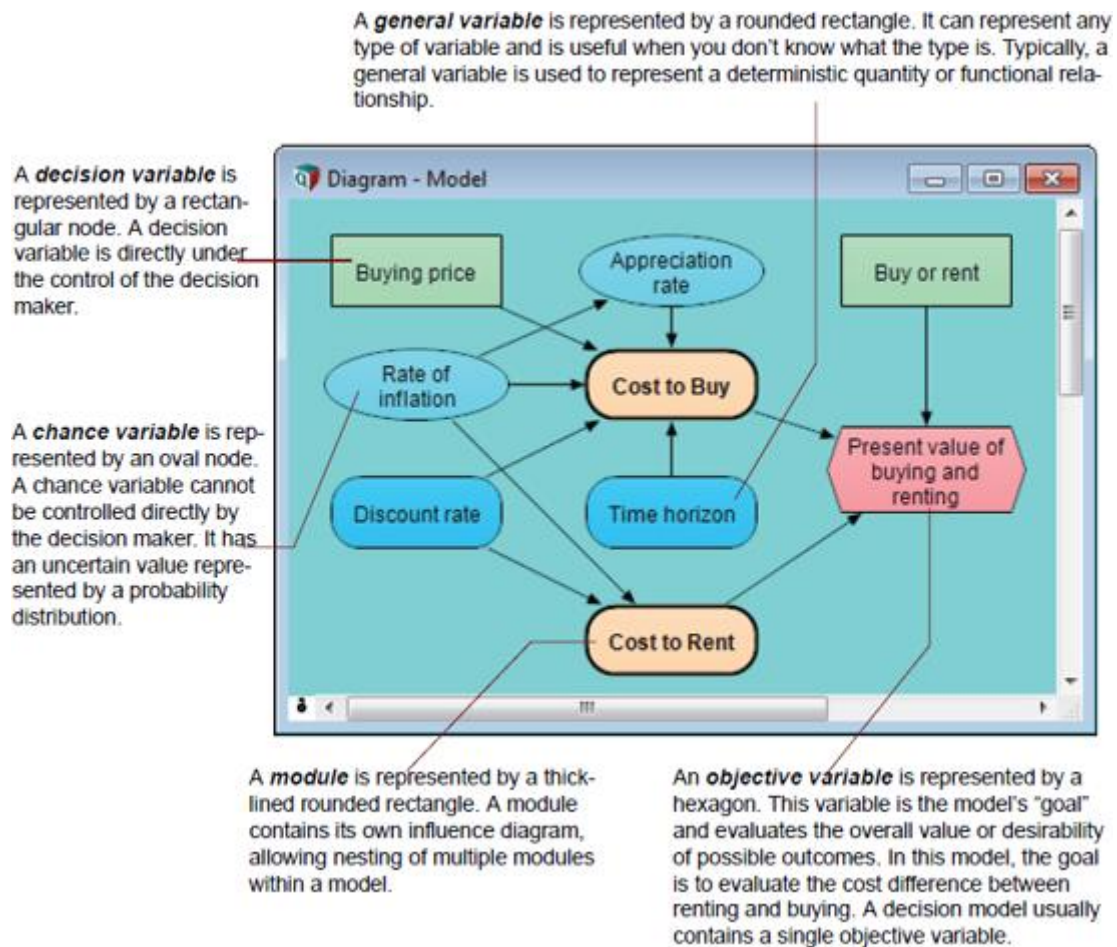 A general variable is represented by a rounded rectangle. It can represent any
type of variable and is useful when you don't know what the type is. Typically, a
general variable is used to represent a deterministic quantity or functional rela-
tionship.
A decision variable is
represented by a rectan-
gular node. A decision
variable is directly under
the control of the decision
maker.
A chance variable is rep-
resented by an oval node.
A chance variable cannot
be controlled directly by
the decision maker. It has
an uncertain value repre-
sented by a probability
distribution.
Diagram - Model
Buying price
Appreciation
rate
Buy or rent
Rate of
inflation
Cost to Buy
Present value of
buying and
renting
Discount rate
Time horizon
Cost to Rent
A module is represented by a thick-
lined rounded rectangle. A module
contains its own influence diagram,
allowing nesting of multiple modules
within a model.
An objective variable is represented by a
hexagon. This variable is the model's "goal"
and evaluates the overall value or desirability
of possible outcomes. In this model, the goal
is to evaluate the cost difference between
renting and buying. A decision model usually
contains a single objective variable.